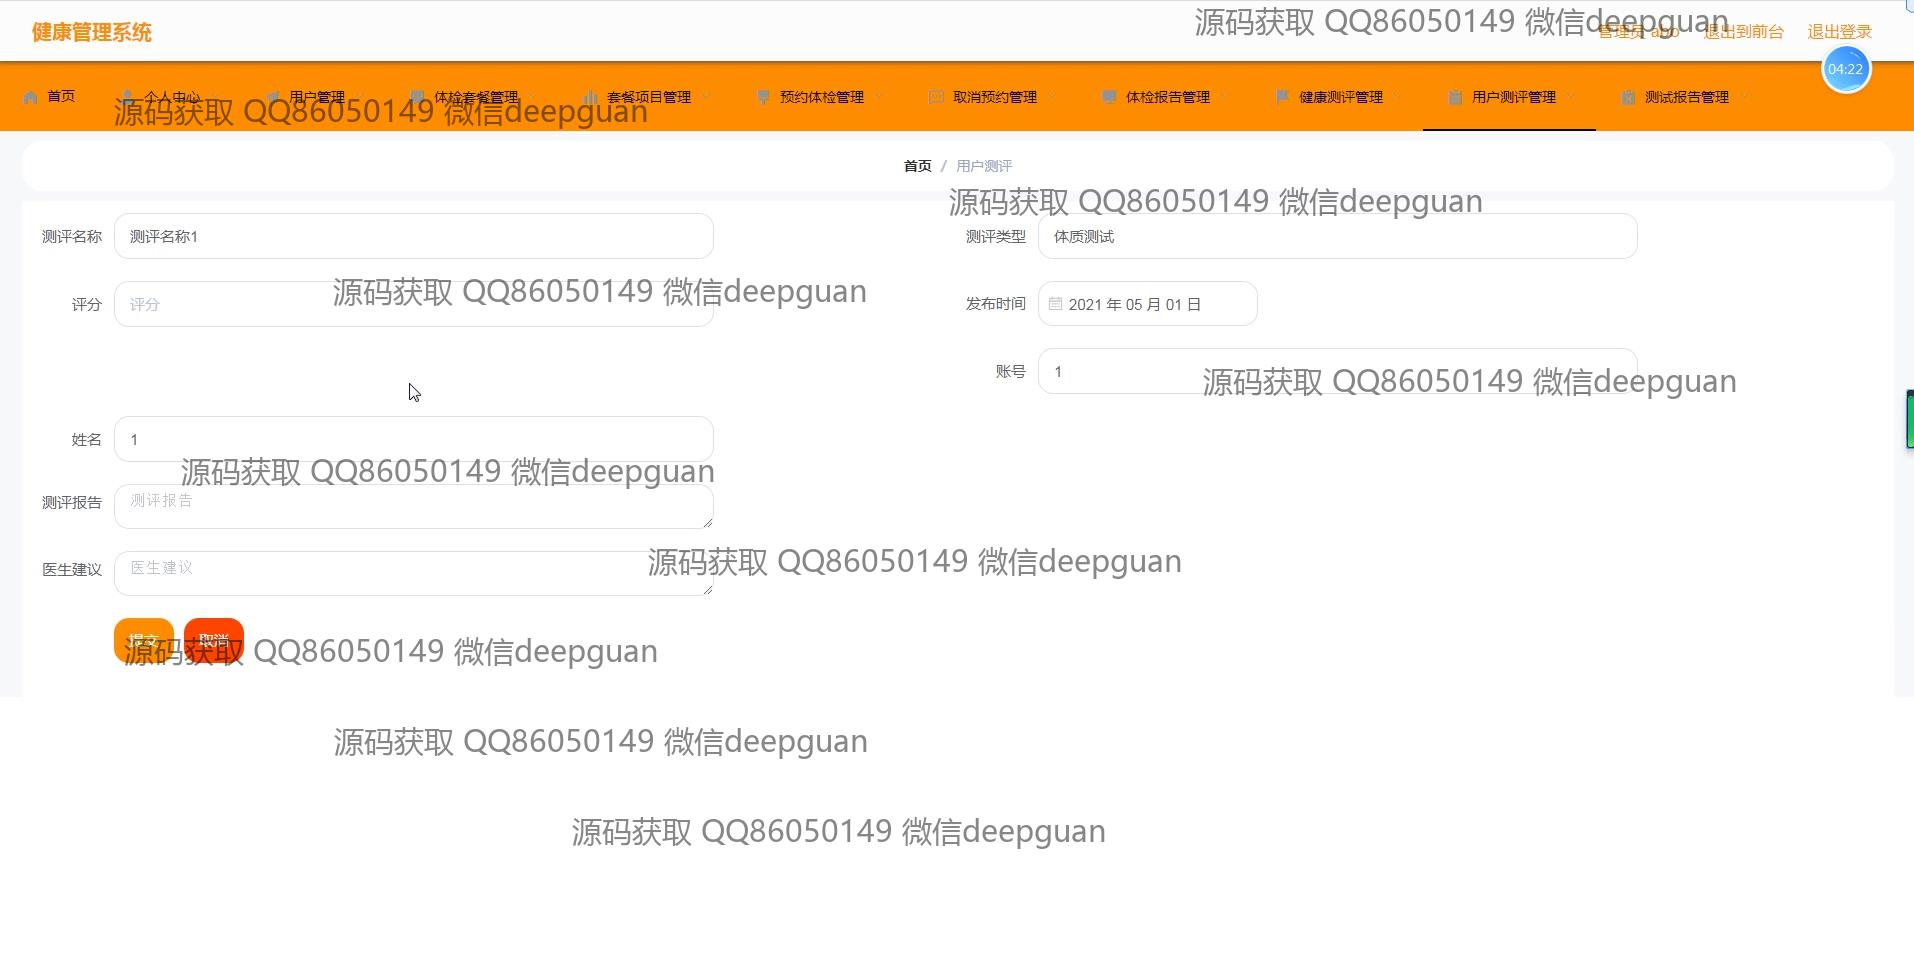 健康管理系统
源码获取 QQ86050149 微信deepguan
管理员 abo 退出到前台 退出登录
04:22
首页 个人中心 用户管理 体检套餐管理 套餐项目管理 预约体检管理 取消预约管理 体检报告管理 健康测评管理 用户测评管理 测试报告管理
源码获取 QQ86050149 微信deepguan
首页 / 用户测评
源码获取 QQ86050149 微信deepguan
测评名称 测评名称1 测评类型 体质测试
源码获取 QQ86050149 微信deepguan
评分 评分 发布时间 2021 年 05 月 01 日
账号 1
源码获取 QQ86050149 微信deepguan
姓名 1
源码获取 QQ86050149 微信deepguan
测评报告 测评报告
源码获取 QQ86050149 微信deepguan
医生建议 医生建议
提交 取消
源码获取 QQ86050149 微信deepguan
源码获取 QQ86050149 微信deepguan
源码获取 QQ86050149 微信deepguan